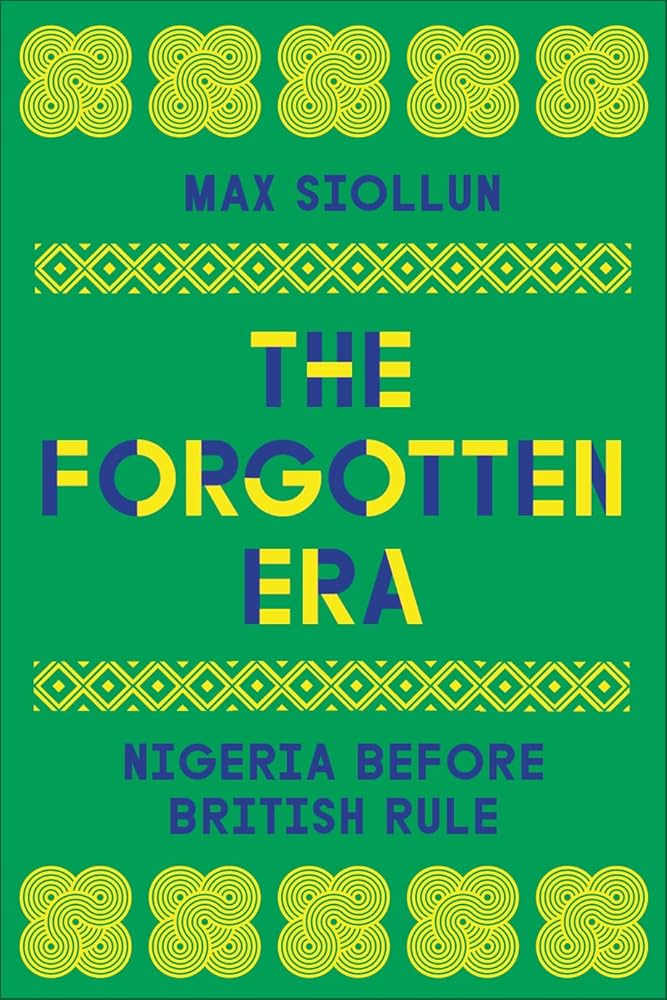 MAX SIOLLUN
THE
FORGOTTEN
ERA
NIGERIA BEFORE
BRITISH RULE